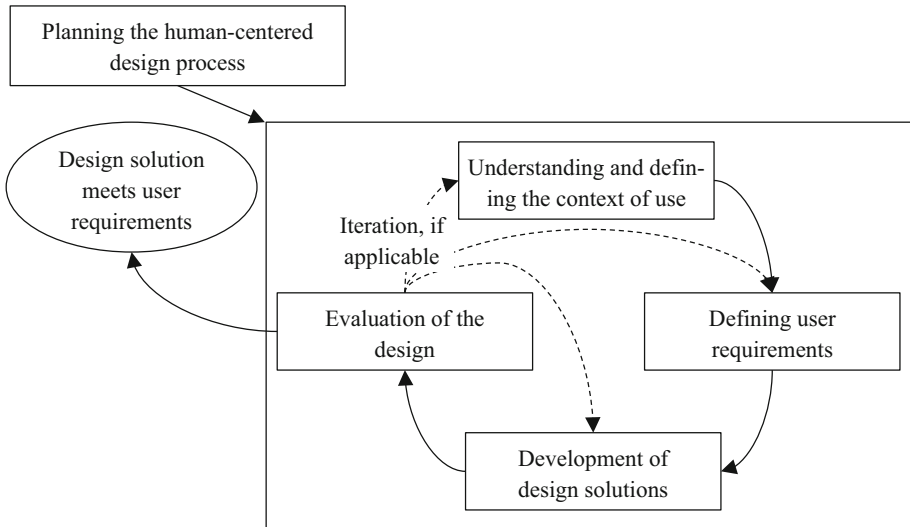 Planning the human-centered
design process
Design solution
meets user
requirements
Understanding and defin-
ing the context of use
Iteration, if
applicable
Evaluation of the
design
Defining user
requirements
Development of
design solutions